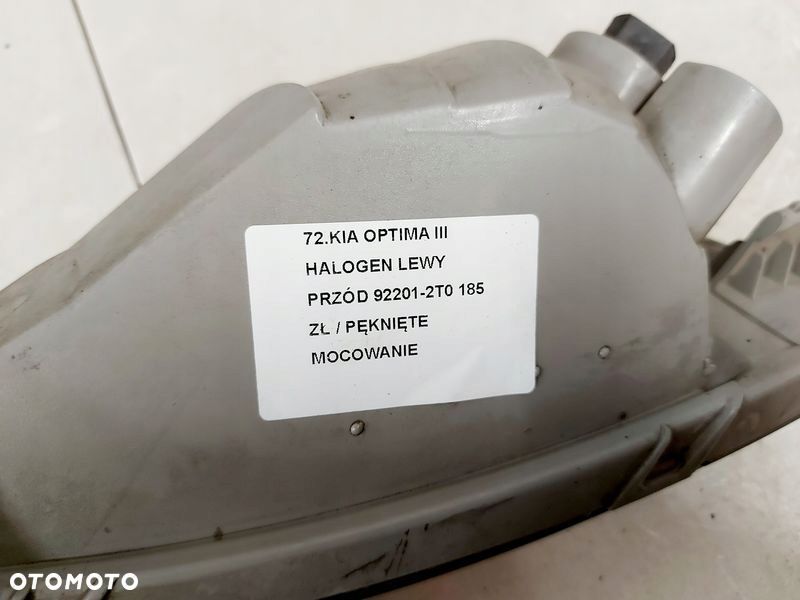 72.KIA OPTIMA III
HALOGEN LEWY
PRZÓD 92201-2T0 185
ZŁ / PĘKNIĘTE
MOCOWANIE
OTOMOTO